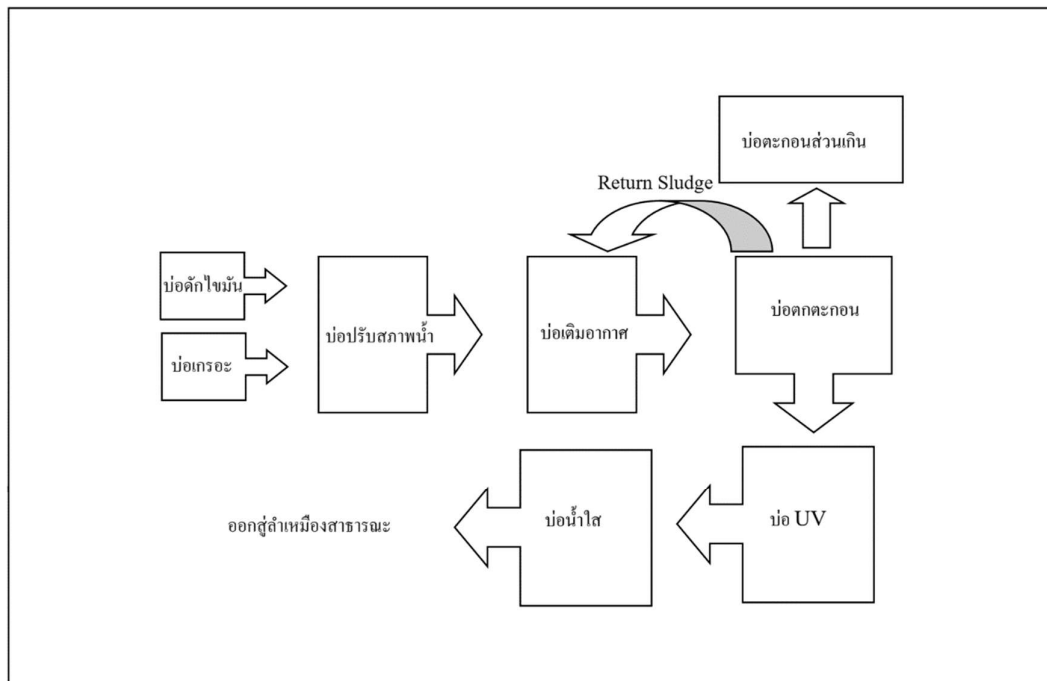 บ่อตะกอนส่วนเกิน
Return Sludge
บ่อดักไขมัน
บ่อปรับสภาพน้ำ
บ่อเติมอากาศ
บ่อตกตะกอน
บ่อเกรอะ
ออกสู่ลำเหมืองสาธารณะ
บ่อน้ำใส
บ่อ UV